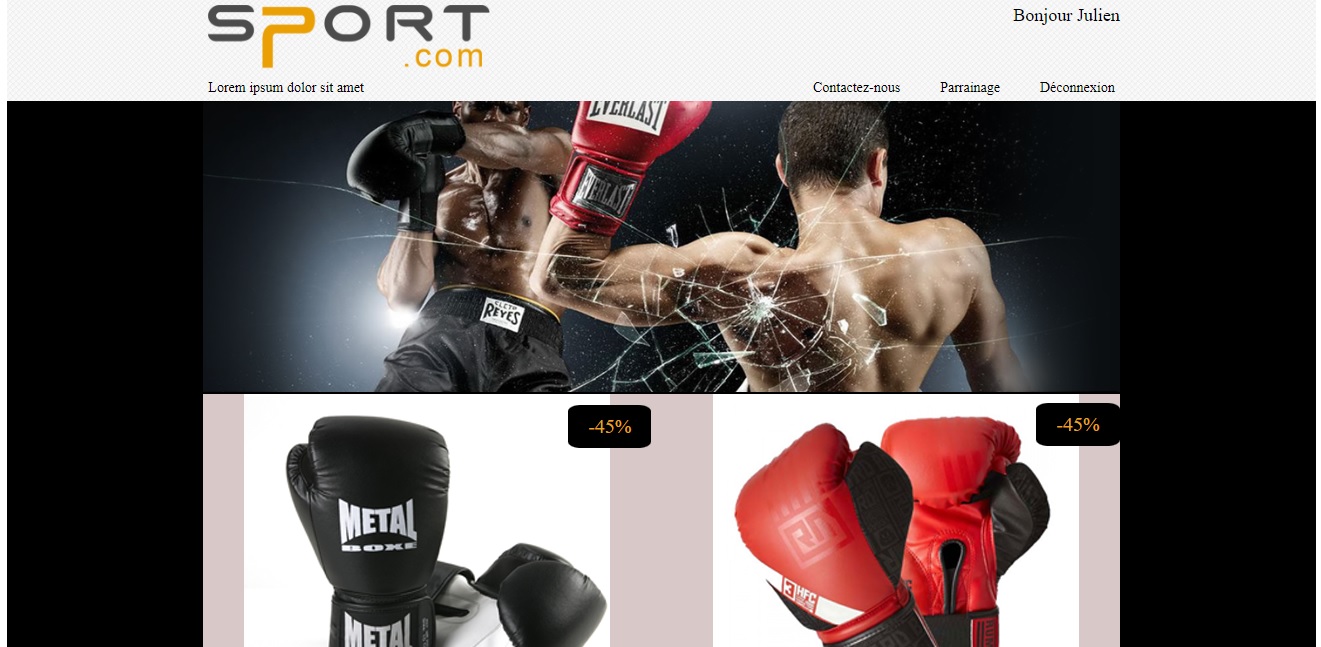 SPORT
.com
Bonjour Julien
Lorem ipsum dolor sit amet
Contactez-nous
Parrainage
Déconnexion
EVERLAST
EVERLAST
CLETO
REYES
-45%
-45%
METAL
BOXE
3 HFC
METAL